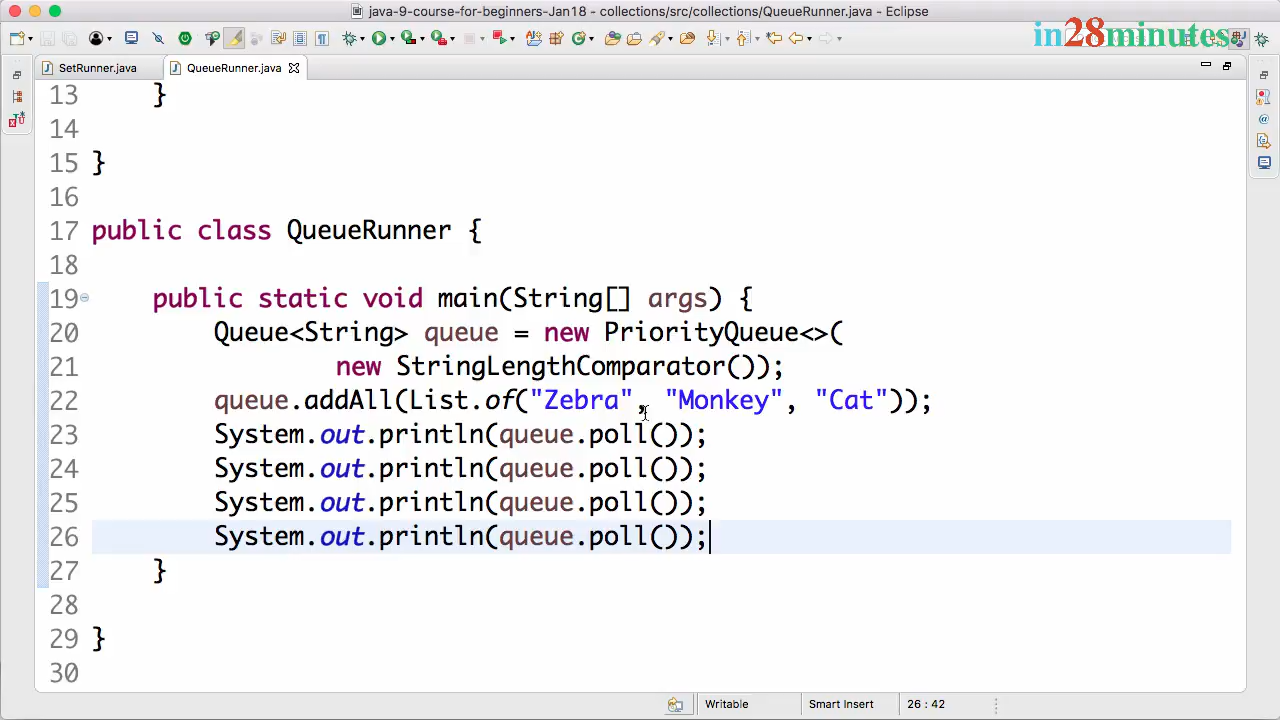 java-9-course-for-beginners-Jan18 - collections/src/collections/QueueRunner.java - Eclipse
in28minutes
SetRunner.java
QueueRunner.java
13 }
14
15 }
16
17 public class QueueRunner {
18
19 public static void main(String[] args) {
20 Queue<String> queue = new PriorityQueue<>(
21 new StringLengthComparator());
22 queue.addAll(List.of("Zebra", "Monkey", "Cat"));
23 System.out.println(queue.poll());
24 System.out.println(queue.poll());
25 System.out.println(queue.poll());
26 System.out.println(queue.poll());
27 }
28
29 }
30
Writable
Smart Insert
26 : 42